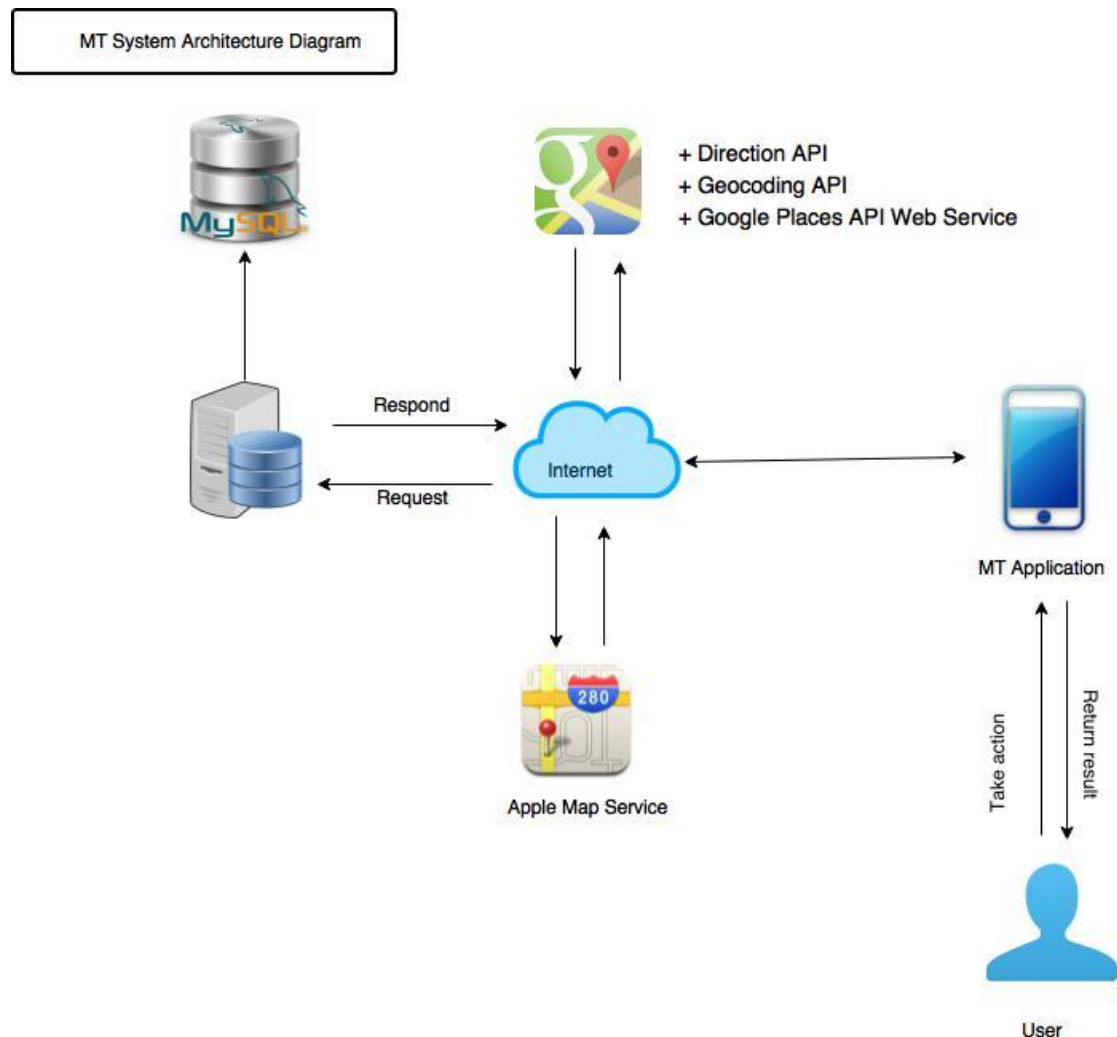 MT System Architecture Diagram
MySQL
+ Direction API
+ Geocoding API
+ Google Places API Web Service
g
Respond
Internet
Request
MT Application
280
Apple Map Service
Take action
Return result
User